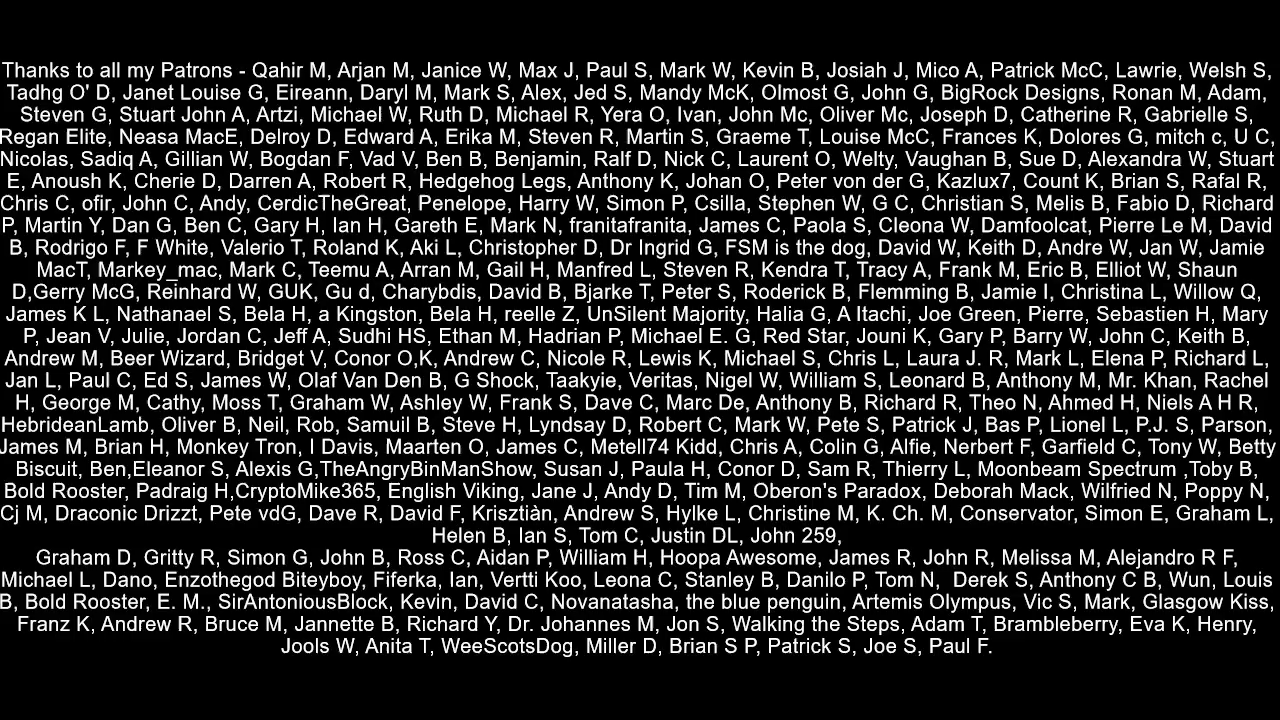 Thanks to all my Patrons - Qahir M, Arjan M, Janice W, Max J, Paul S, Mark W, Kevin B, Josiah J, Mico A, Patrick McC, Lawrie, Welsh S,
Tadhg O' D, Janet Louise G, Eireann, Daryl M, Mark S, Alex, Jed S, Mandy McK, Olmost G, John G, BigRock Designs, Ronan M, Adam,
Steven G, Stuart John A, Artzi, Michael W, Ruth D, Michael R, Yera O, Ivan, John Mc, Oliver Mc, Joseph D, Catherine R, Gabrielle S,
Regan Elite, Neasa MacE, Delroy D, Edward A, Erika M, Steven R, Martin S, Graeme T, Louise McC, Frances K, Dolores G, mitch c, U C,
Nicolas, Sadiq A, Gillian W, Bogdan F, Vad V, Ben B, Benjamin, Ralf D, Nick C, Laurent O, Welty, Vaughan B, Sue D, Alexandra W, Stuart
E, Anoush K, Cherie D, Darren A, Robert R, Hedgehog Legs, Anthony K, Johan O, Peter von der G, Kazlux7, Count K, Brian S, Rafal R,
Chris C, ofir, John C, Andy, CerdicTheGreat, Penelope, Harry W, Simon P, Csilla, Stephen W, G C, Christian S, Melis B, Fabio D, Richard
P, Martin Y, Dan G, Ben C, Gary H, Ian H, Gareth E, Mark N, franitafranita, James C, Paola S, Cleona W, Damfoolcat, Pierre Le M, David
B, Rodrigo F, F White, Valerio T, Roland K, Aki L, Christopher D, Dr Ingrid G, FSM is the dog, David W, Keith D, Andre W, Jan W, Jamie
MacT, Markey_mac, Mark C, Teemu A, Arran M, Gail H, Manfred L, Steven R, Kendra T, Tracy A, Frank M, Eric B, Elliot W, Shaun
D,Gerry McG, Reinhard W, GUK, Gu d, Charybdis, David B, Bjarke T, Peter S, Roderick B, Flemming B, Jamie I, Christina L, Willow Q,
James K L, Nathanael S, Bela H, a Kingston, Bela H, reelle Z, UnSilent Majority, Halia G, A Itachi, Joe Green, Pierre, Sebastien H, Mary
P, Jean V, Julie, Jordan C, Jeff A, Sudhi HS, Ethan M, Hadrian P, Michael E. G, Red Star, Jouni K, Gary P, Barry W, John C, Keith B,
Andrew M, Beer Wizard, Bridget V, Conor O,K, Andrew C, Nicole R, Lewis K, Michael S, Chris L, Laura J. R, Mark L, Elena P, Richard L,
Jan L, Paul C, Ed S, James W, Olaf Van Den B, G Shock, Taakyie, Veritas, Nigel W, William S, Leonard B, Anthony M, Mr. Khan, Rachel
H, George M, Cathy, Moss T, Graham W, Ashley W, Frank S, Dave C, Marc De, Anthony B, Richard R, Theo N, Ahmed H, Niels A H R,
HebrideanLamb, Oliver B, Neil, Rob, Samuil B, Steve H, Lyndsay D, Robert C, Mark W, Pete S, Patrick J, Bas P, Lionel L, P.J. S, Parson,
James M, Brian H, Monkey Tron, I Davis, Maarten O, James C, Metell74 Kidd, Chris A, Colin G, Alfie, Nerbert F, Garfield C, Tony W, Betty
Biscuit, Ben,Eleanor S, Alexis G,TheAngryBinManShow, Susan J, Paula H, Conor D, Sam R, Thierry L, Moonbeam Spectrum ,Toby B,
Bold Rooster, Padraig H,CryptoMike365, English Viking, Jane J, Andy D, Tim M, Oberon's Paradox, Deborah Mack, Wilfried N, Poppy N,
Cj M, Draconic Drizzt, Pete vdG, Dave R, David F, Krisztiàn, Andrew S, Hylke L, Christine M, K. Ch. M, Conservator, Simon E, Graham L,
Helen B, Ian S, Tom C, Justin DL, John 259,
Graham D, Gritty R, Simon G, John B, Ross C, Aidan P, William H, Hoopa Awesome, James R, John R, Melissa M, Alejandro R F,
Michael L, Dano, Enzothegod Biteyboy, Fiferka, Ian, Vertti Koo, Leona C, Stanley B, Danilo P, Tom N,  Derek S, Anthony C B, Wun, Louis
B, Bold Rooster, E. M., SirAntoniousBlock, Kevin, David C, Novanatasha, the blue penguin, Artemis Olympus, Vic S, Mark, Glasgow Kiss,
Franz K, Andrew R, Bruce M, Jannette B, Richard Y, Dr. Johannes M, Jon S, Walking the Steps, Adam T, Brambleberry, Eva K, Henry,
Jools W, Anita T, WeeScotsDog, Miller D, Brian S P, Patrick S, Joe S, Paul F.